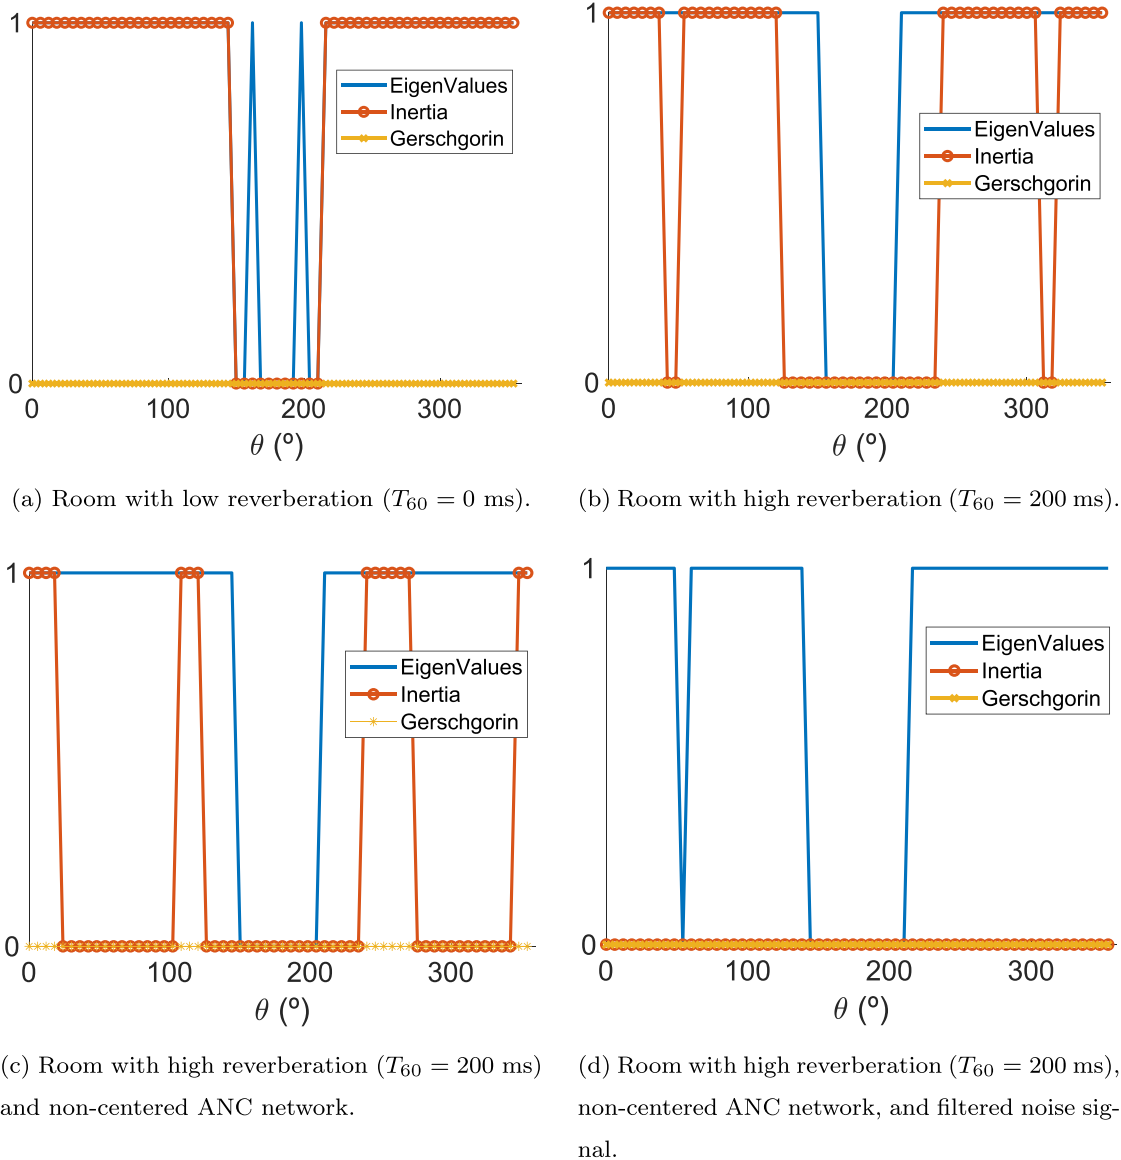 1
EigenValues
Inertia
Gerschgorin
0
0 100 200 300
θ (º)
(a) Room with low reverberation (T60 = 0 ms).
1
EigenValues
Inertia
Gerschgorin
0
0 100 200 300
θ (º)
(b) Room with high reverberation (T60 = 200 ms).
1
EigenValues
Inertia
Gerschgorin
0
0 100 200 300
θ (º)
(c) Room with high reverberation (T60 = 200 ms)
and non-centered ANC network.
1
EigenValues
Inertia
Gerschgorin
0
0 100 200 300
θ (º)
(d) Room with high reverberation (T60 = 200 ms),
non-centered ANC network, and filtered noise sig-
nal.